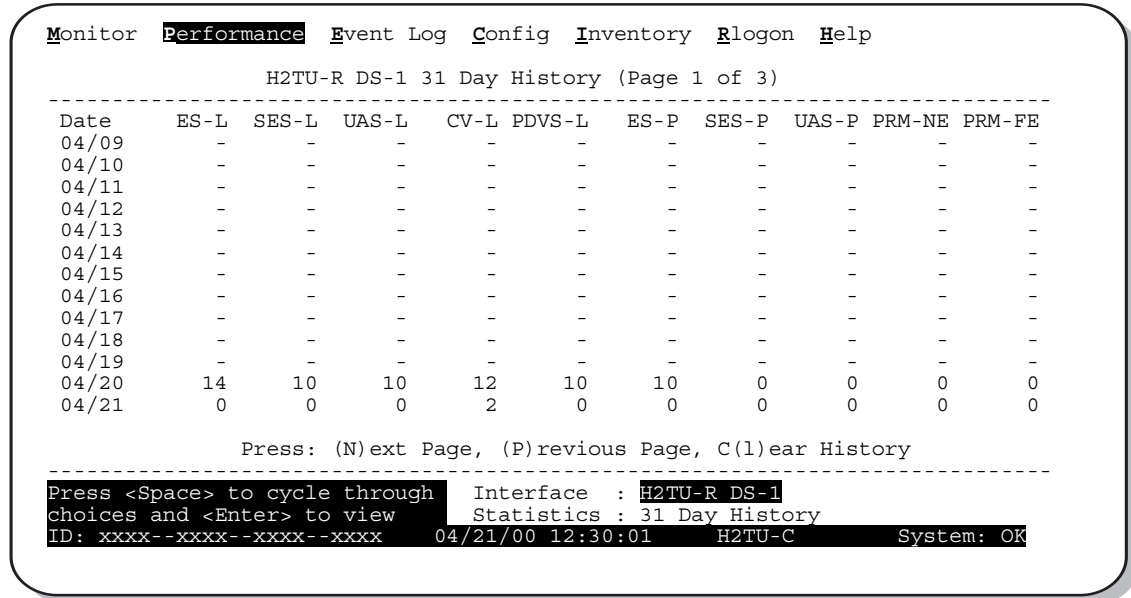 Monitor Performance Event Log Config Inventory Rlogon Help
H2TU-R DS-1 31 Day History (Page 1 of 3)
--------------------------------------------------------------------------------
Date ES-L SES-L UAS-L CV-L PDVS-L ES-P SES-P UAS-P PRM-NE PRM-FE
04/09 - - - - - - - - - -
04/10 - - - - - - - - - -
04/11 - - - - - - - - - -
04/12 - - - - - - - - - -
04/13 - - - - - - - - - -
04/14 - - - - - - - - - -
04/15 - - - - - - - - - -
04/16 - - - - - - - - - -
04/17 - - - - - - - - - -
04/18 - - - - - - - - - -
04/19 - - - - - - - - - -
04/20 14 10 10 12 10 10 0 0 0 0
04/21 0 0 0 2 0 0 0 0 0 0
Press: (N)ext Page, (P)revious Page, C(l)ear History
--------------------------------------------------------------------------------
Press <Space> to cycle through Interface : H2TU-R DS-1
choices and <Enter> to view Statistics : 31 Day History
ID: xxxx--xxxx--xxxx--xxxx 04/21/00 12:30:01 H2TU-C System: OK